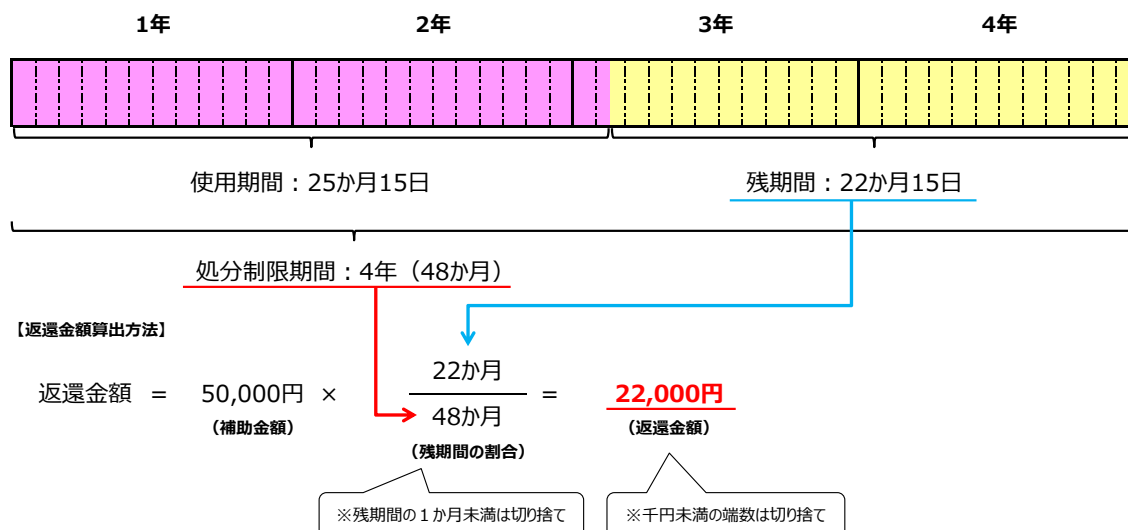 1年 2年 3年 4年
使用期間：25か月15日 残期間：22か月15日
処分制限期間：4年（48か月）
【返還金額算出方法】
返還金額 ＝ 50,000円 × 22か月 ＝ 22,000円
48か月
(補助金額) (返還金額)
(残期間の割合)
※残期間の１か月未満は切り捨て ※千円未満の端数は切り捨て